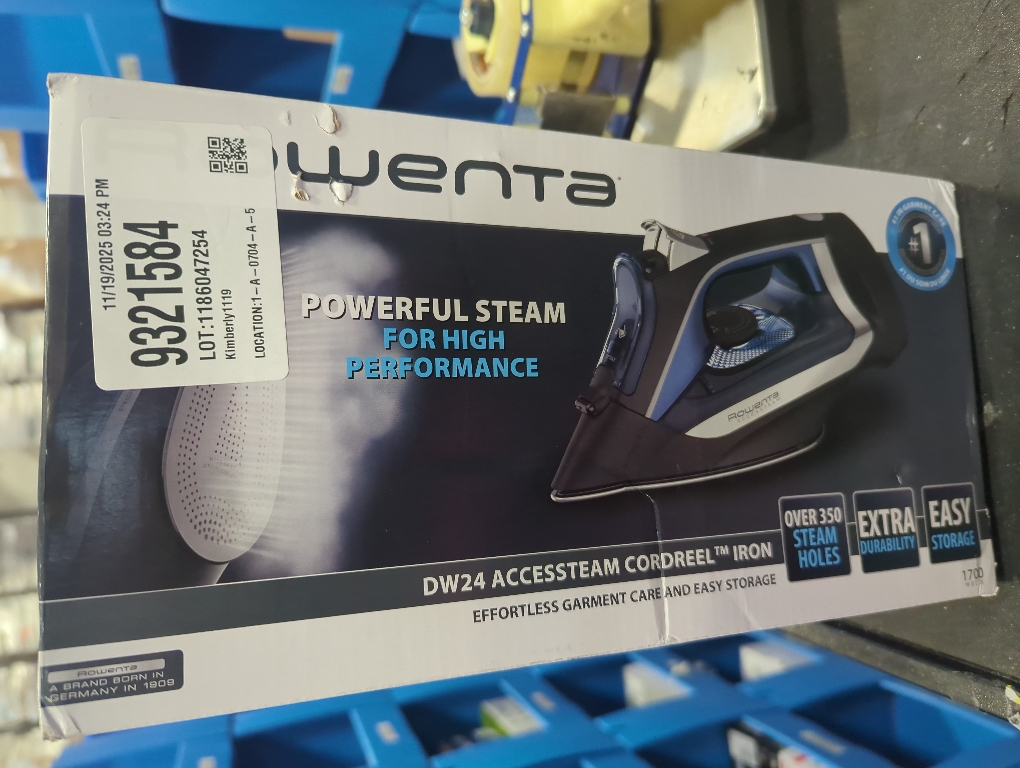 11/19/2025 03:24 PM
9321584
LOT:1186047254
Kimberly1119
LOCATION:1-A-0704-A-5
Rowenta
POWERFUL STEAM
FOR HIGH
PERFORMANCE
#1
Rowenta
DW24 ACCESSTEAM CORDREEL™ IRON
EFFORTLESS GARMENT CARE AND EASY STORAGE
OVER 350
STEAM
HOLES
EXTRA
DURABILITY
EASY
STORAGE
1700
Rowenta
A BRAND BORN IN
GERMANY IN 1909